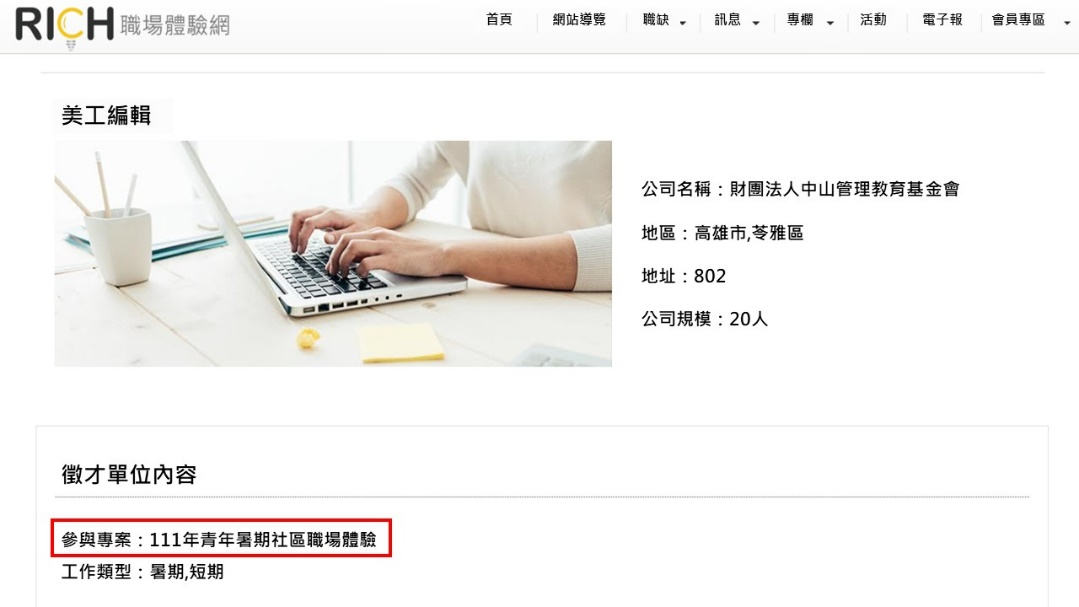 RICH 職場體驗網
首頁 網站導覽 職缺 訊息 專欄 活動 電子報 會員專區
美工編輯
公司名稱：財團法人中山管理教育基金會
地區：高雄市,苓雅區
地址：802
公司規模：20人
徵才單位內容
參與專案：111年青年暑期社區職場體驗
工作類型：暑期,短期